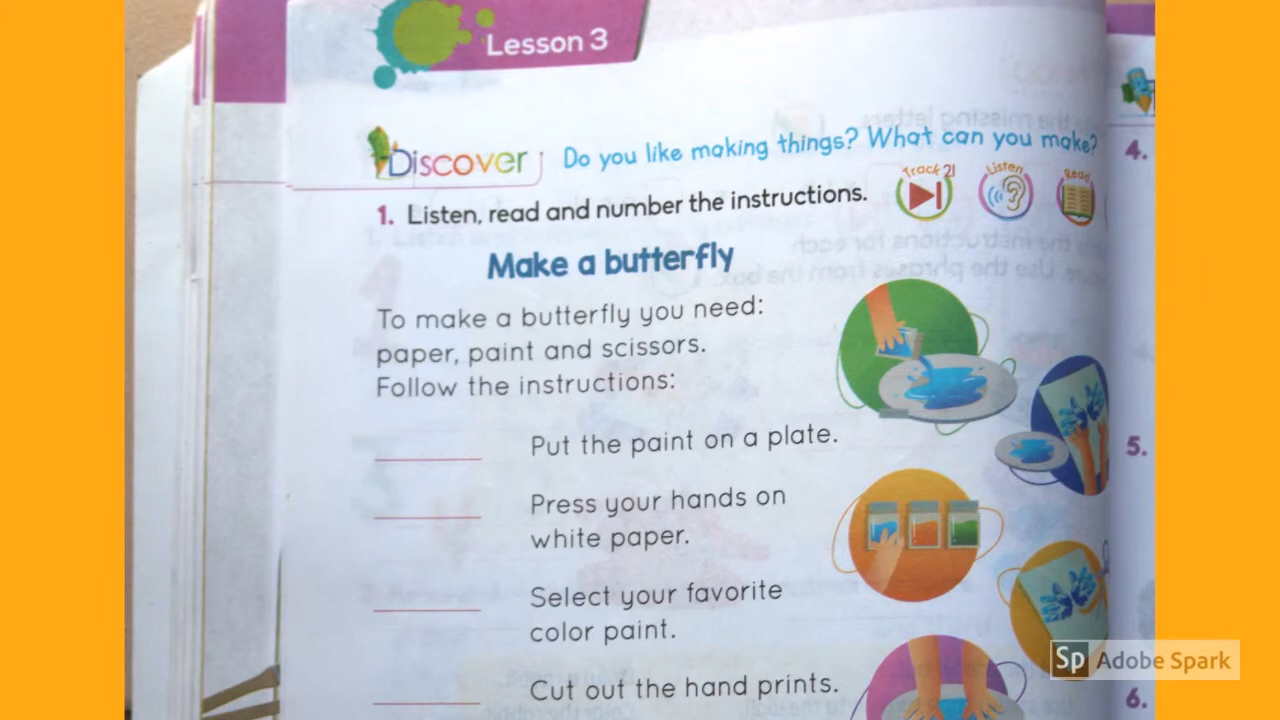 Lesson 3
Discover
Do you like making things? What can you make?
1. Listen, read and number the instructions.
Track 21
Listen
Read
Make a butterfly
To make a butterfly you need:
paper, paint and scissors.
Follow the instructions:
Put the paint on a plate.
Press your hands on
white paper.
Select your favorite
color paint.
Cut out the hand prints.
4.
5.
6.
Sp Adobe Spark